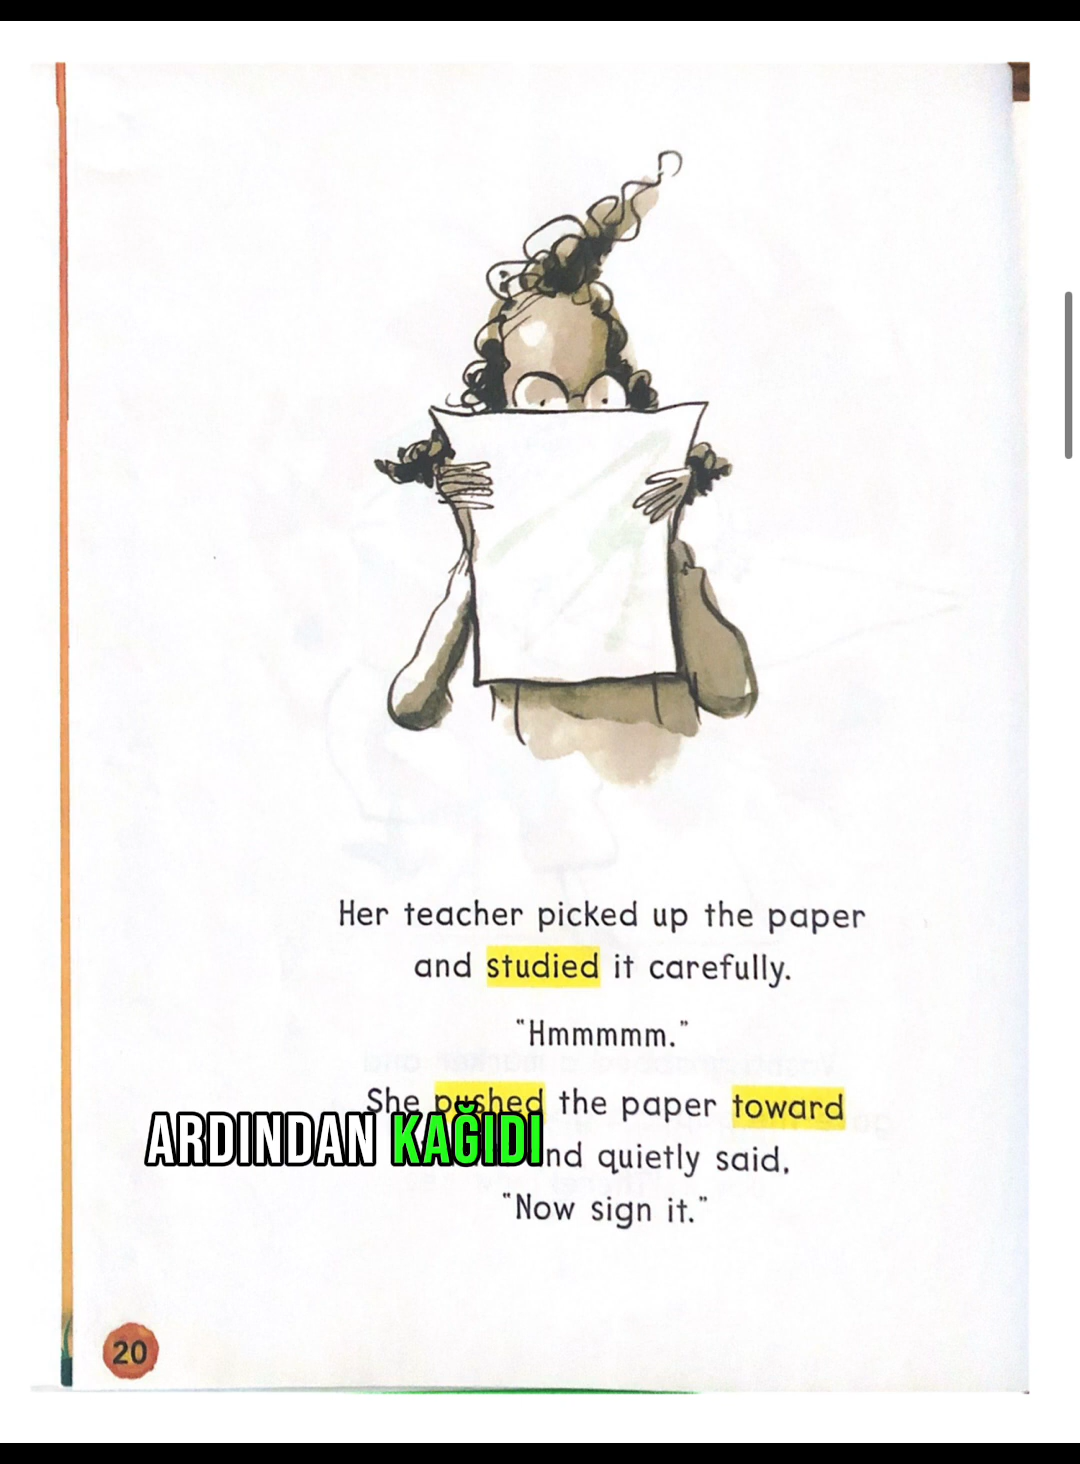 Her teacher picked up the paper
and studied it carefully.
"Hmmmmm."
She pushed the paper toward
ARDINDAN KAĞIDI
and quietly said,
"Now sign it."
20